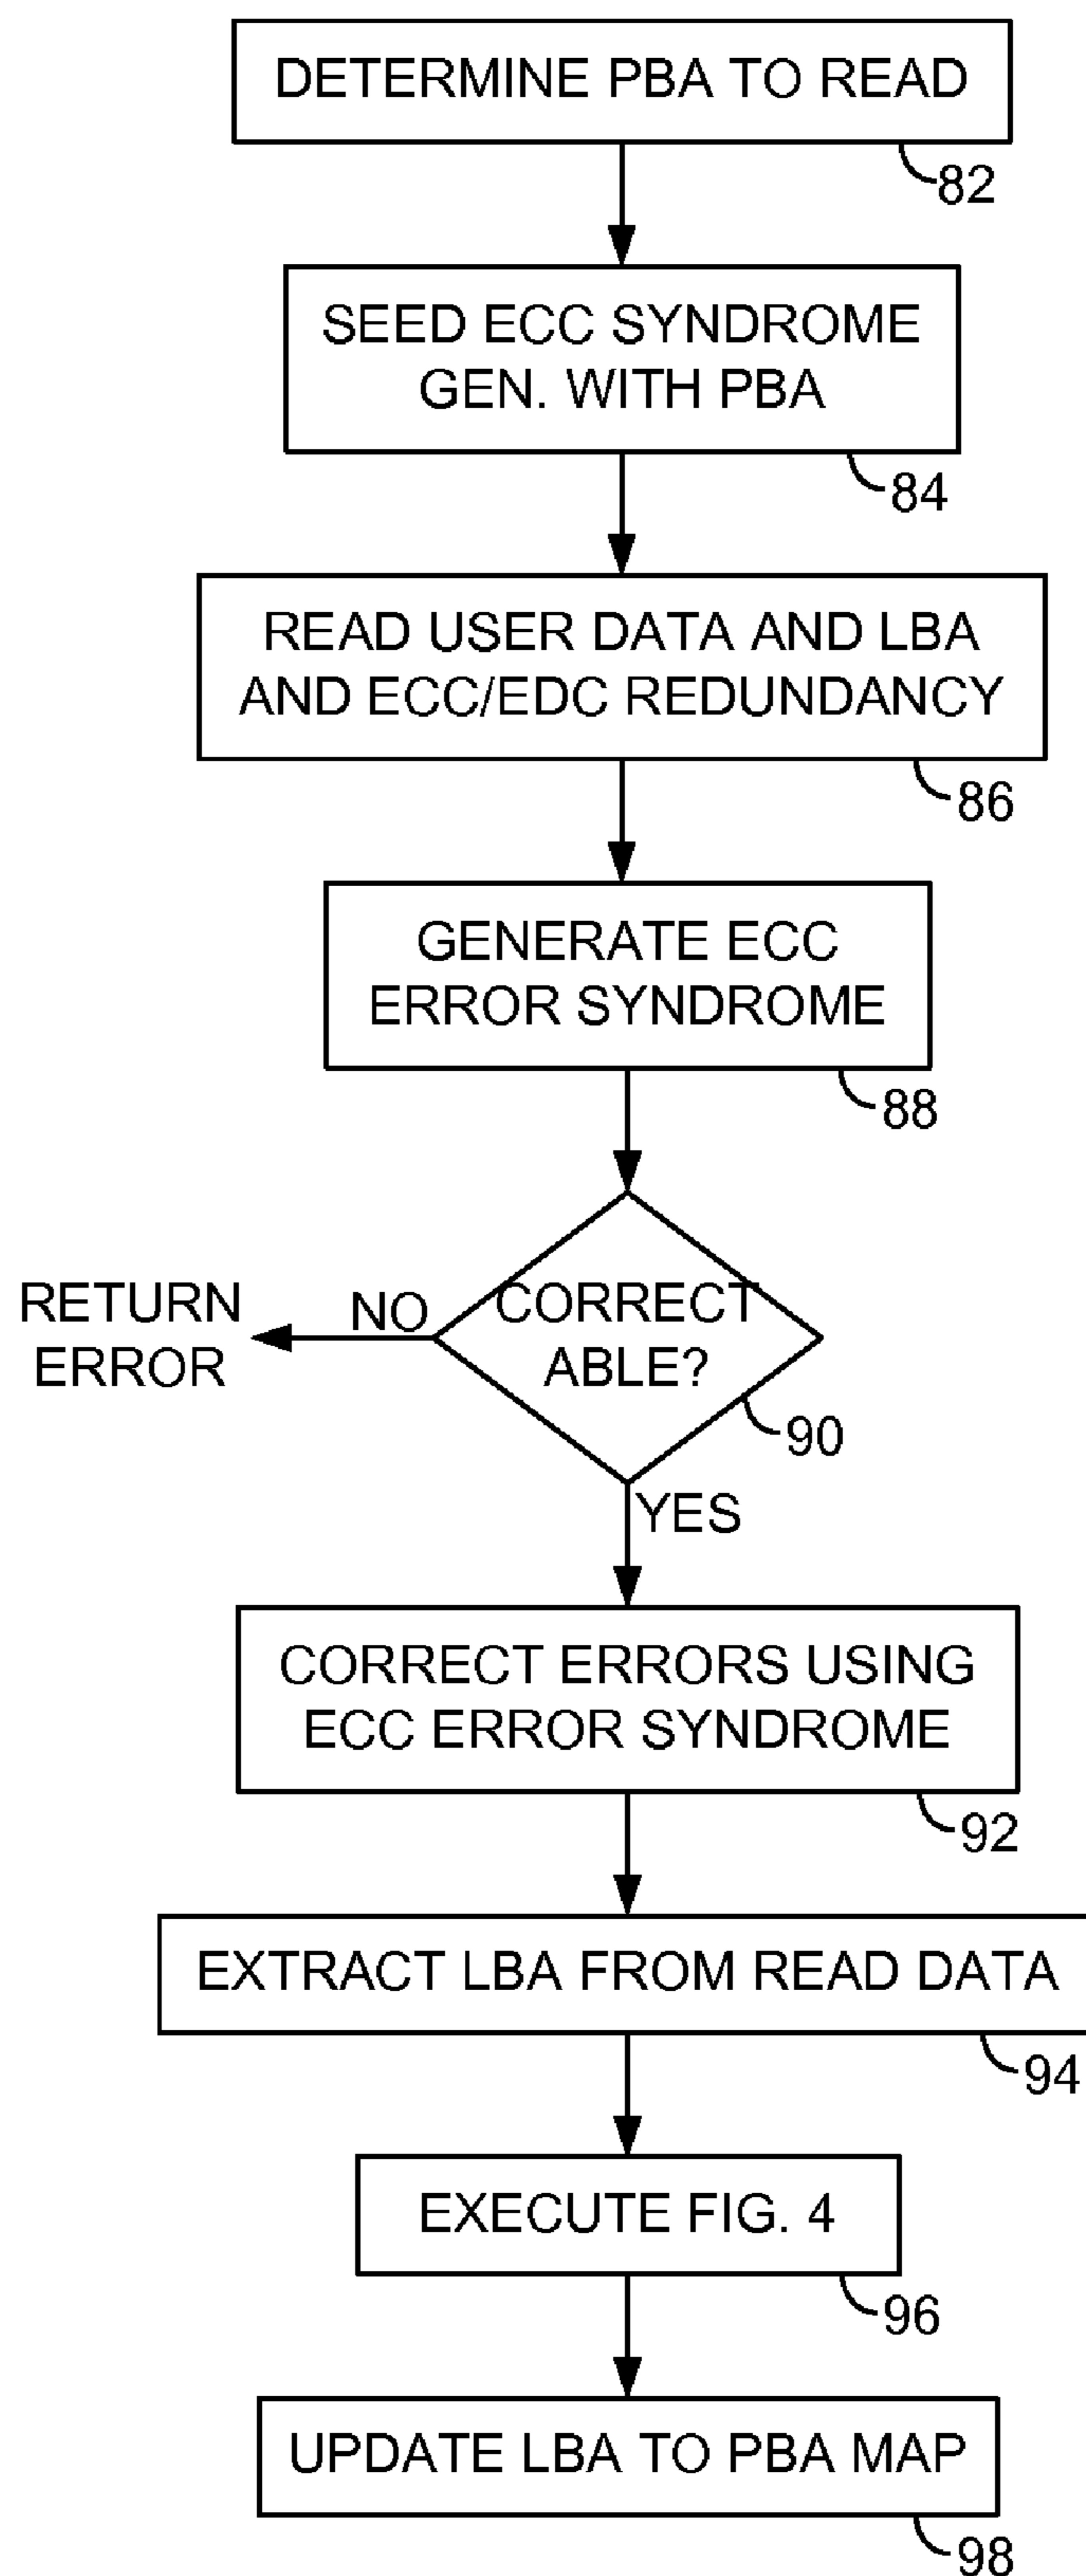 DETERMINE PBA TO READ
82
SEED ECC SYNDROME
GEN. WITH PBA
84
READ USER DATA AND LBA
AND ECC/EDC REDUNDANCY
86
GENERATE ECC
ERROR SYNDROME
88
RETURN
ERROR
NO
CORRECT
ABLE?
90
YES
CORRECT ERRORS USING
ECC ERROR SYNDROME
92
EXTRACT LBA FROM READ DATA
94
EXECUTE FIG. 4
96
UPDATE LBA TO PBA MAP
98